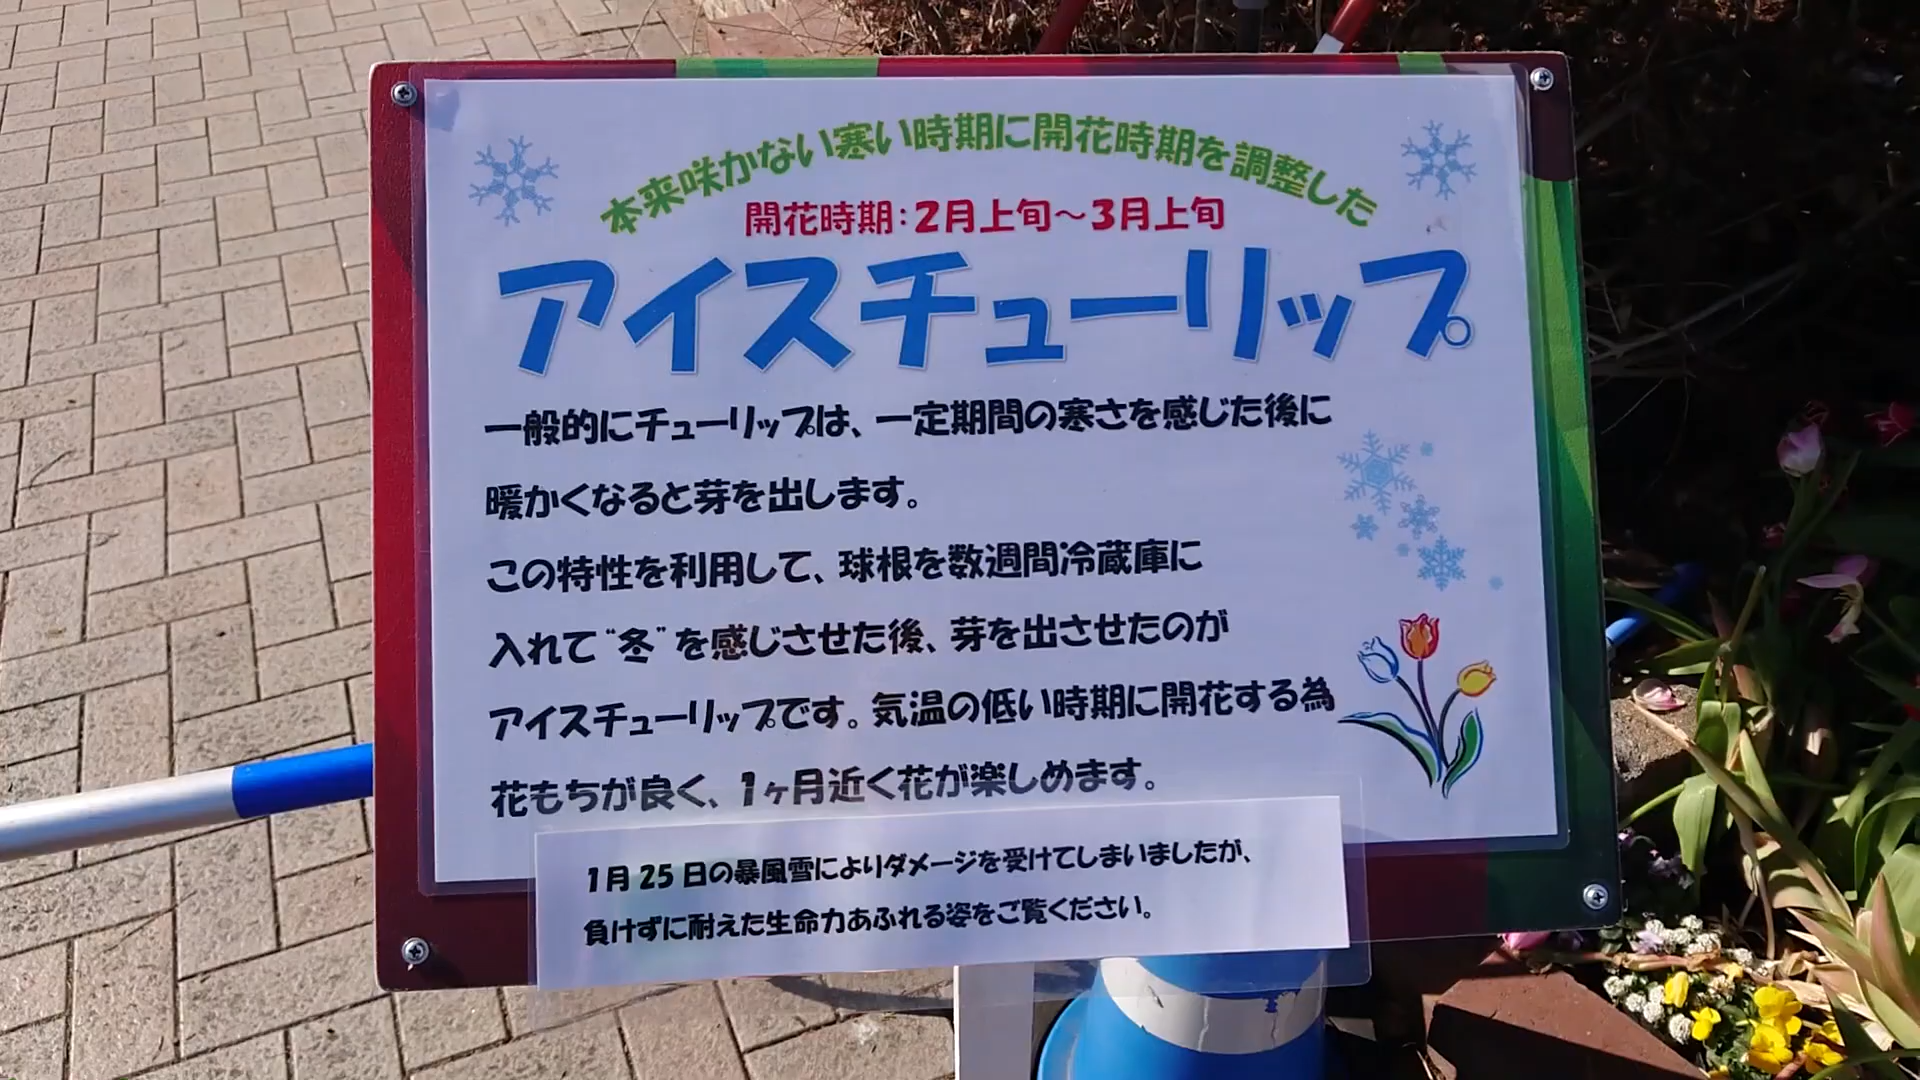 本来咲かない寒い時期に開花時期を調整した
開花時期：2月上旬～3月上旬
アイスチューリップ
一般的にチューリップは、一定期間の寒さを感じた後に
暖かくなると芽を出します。
この特性を利用して、球根を数週間冷蔵庫に
入れて“冬”を感じさせた後、芽を出させたのが
アイスチューリップです。気温の低い時期に開花する為
花もちが良く、1ヶ月近く花が楽しめます。
1月25日の暴風雪によりダメージを受けてしまいましたが、
負けずに耐えた生命力あふれる姿をご覧ください。